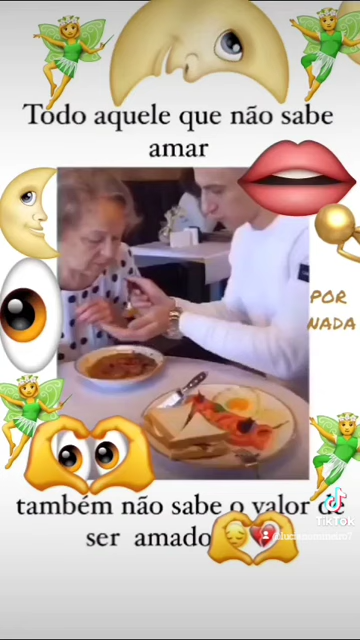 Todo aquele que não sabe
amar
POR
NADA
também não sabe o valor de
TikTok
ser amado